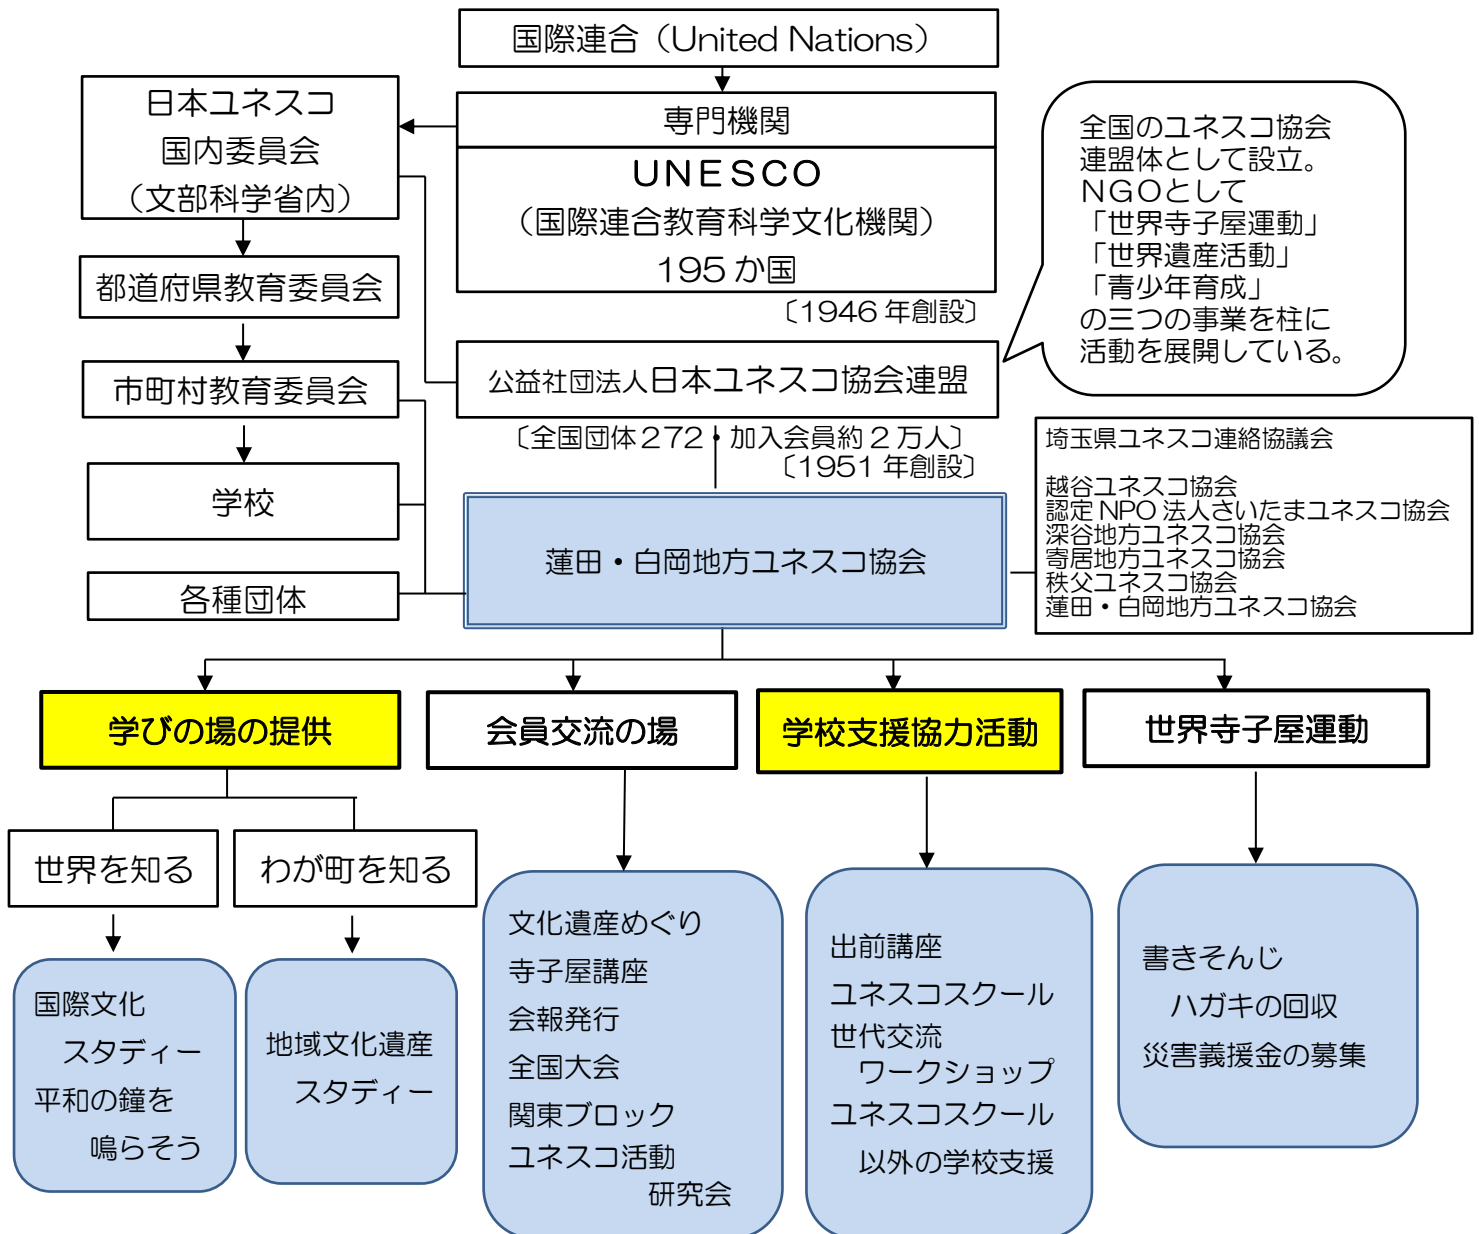 国際連合（United Nations）
日本ユネスコ
国内委員会
（文部科学省内）
専門機関
UNESCO
（国際連合教育科学文化機関）
195か国
〔1946年創設〕
全国のユネスコ協会
連盟体として設立。
NGOとして
「世界寺子屋運動」
「世界遺産活動」
「青少年育成」
の三つの事業を柱に
活動を展開している。
都道府県教育委員会
市町村教育委員会
学校
各種団体
公益社団法人日本ユネスコ協会連盟
〔全国団体272・加入会員約2万人〕
〔1951年創設〕
蓮田・白岡地方ユネスコ協会
埼玉県ユネスコ連絡協議会
越谷ユネスコ協会
認定NPO法人さいたまユネスコ協会
深谷地方ユネスコ協会
寄居地方ユネスコ協会
秩父ユネスコ協会
蓮田・白岡地方ユネスコ協会
学びの場の提供
会員交流の場
学校支援協力活動
世界寺子屋運動
世界を知る
わが町を知る
国際文化
スタディー
平和の鐘を
鳴らそう
地域文化遺産
スタディー
文化遺産めぐり
寺子屋講座
会報発行
全国大会
関東ブロック
ユネスコ活動
研究会
出前講座
ユネスコスクール
世代交流
ワークショップ
ユネスコスクール
以外の学校支援
書きそんじ
ハガキの回収
災害義援金の募集